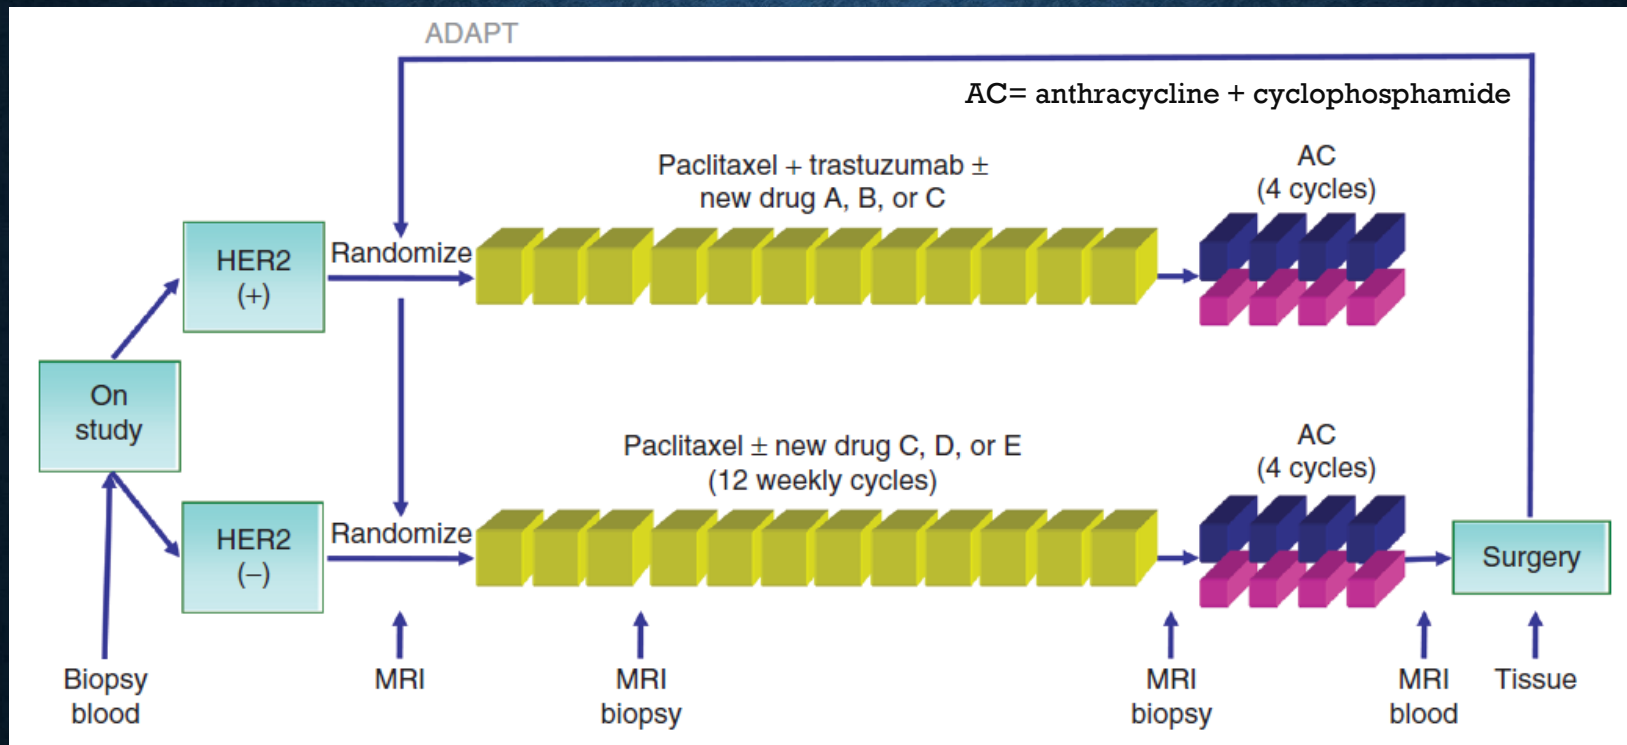 ADAPT
AC= anthracycline + cyclophosphamide
Paclitaxel + trastuzumab ±
new drug A, B, or C
AC
(4 cycles)
HER2
(+)
Randomize
On
study
Paclitaxel ± new drug C, D, or E
(12 weekly cycles)
AC
(4 cycles)
HER2
(−)
Randomize
Surgery
Biopsy
blood
MRI
MRI
biopsy
MRI
biopsy
MRI
blood
Tissue